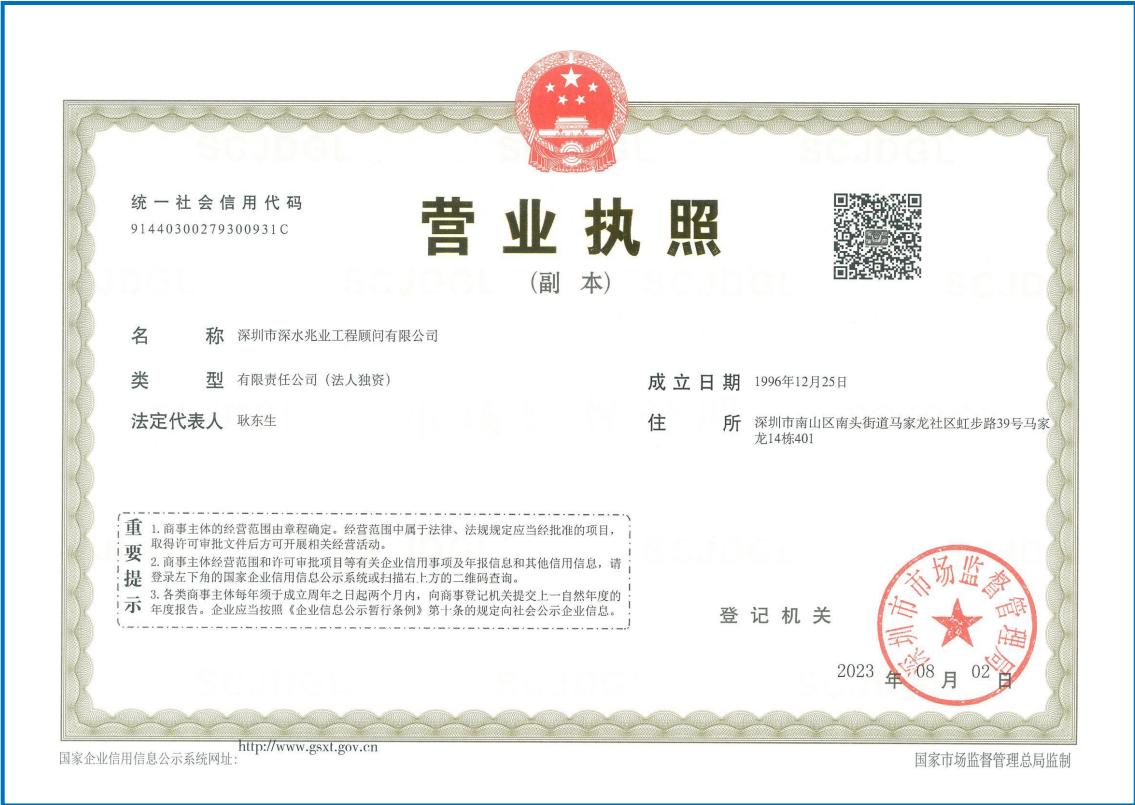 统一社会信用代码
91440300279300931C
营业执照
（副 本）
名 称 深圳市深水兆业工程顾问有限公司
类 型 有限责任公司（法人独资）
法定代表人 耿东生
成立日期 1996年12月25日
住 所 深圳市南山区南头街道马家龙社区虹步路39号马家
龙14栋401
重要提示
1. 商事主体的经营范围由章程确定。经营范围中属于法律、法规规定应当经批准的项目，
取得许可审批文件后方可开展相关经营活动。
2. 商事主体经营范围和许可审批项目等有关企业信用事项及年报信息和其他信用信息，请
登录左下角的国家企业信用信息公示系统或扫描右上方的二维码查询。
3. 各类商事主体每年须于成立周年之日起两个月内，向商事登记机关提交上一自然年度的
年度报告。企业应当按照《企业信息公示暂行条例》第十条的规定向社会公示企业信息。
登记机关
深圳市市场监督管理局
2023 年 08 月 02 日
国家企业信用信息公示系统网址：http://www.gsxt.gov.cn
国家市场监督管理总局监制